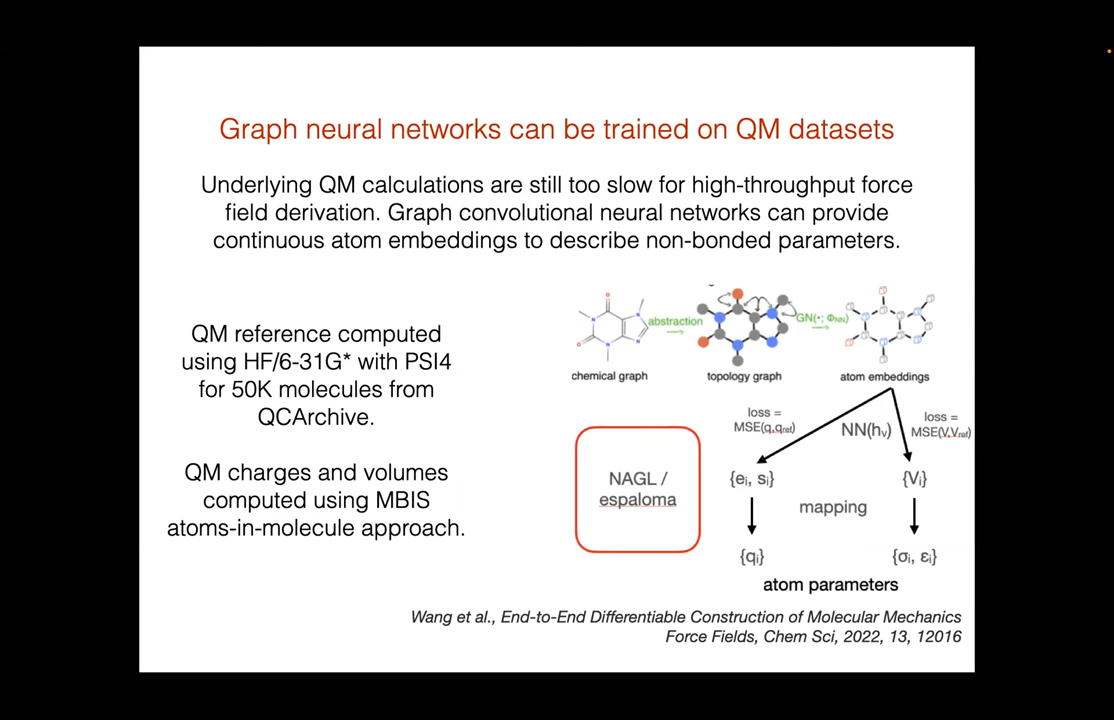 Graph neural networks can be trained on QM datasets
Underlying QM calculations are still too slow for high-throughput force
field derivation. Graph convolutional neural networks can provide
continuous atom embeddings to describe non-bonded parameters.
QM reference computed
using HF/6-31G* with PSI4
for 50K molecules from
QCArchive.
QM charges and volumes
computed using MBIS
atoms-in-molecule approach.
abstraction
GN(•; ΦNN)
chemical graph
topology graph
atom embeddings
loss =
MSE(q,qref)
NN(hᵥ)
loss =
MSE(V,Vref)
NAGL /
espaloma
{eᵢ, sᵢ}
{Vᵢ}
mapping
{qᵢ}
{σᵢ, εᵢ}
atom parameters
Wang et al., End-to-End Differentiable Construction of Molecular Mechanics
Force Fields, Chem Sci, 2022, 13, 12016